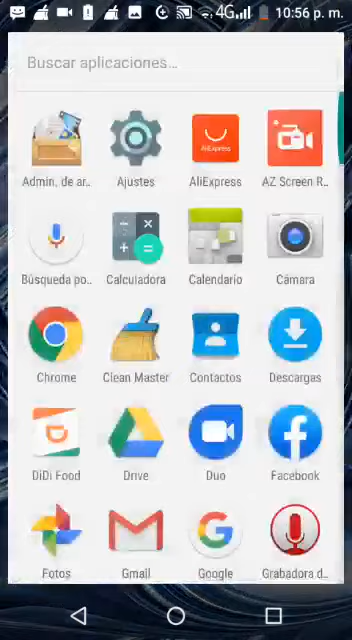 4G
10:56 p. m.
Buscar aplicaciones…
Admin. de ar..
Ajustes
AliExpress
AliExpress
AZ Screen R..
Búsqueda po..
Calculadora
Calendario
Cámara
Chrome
Clean Master
Contactos
Descargas
DiDi Food
Drive
Duo
Facebook
Fotos
Gmail
Google
Grabadora d..